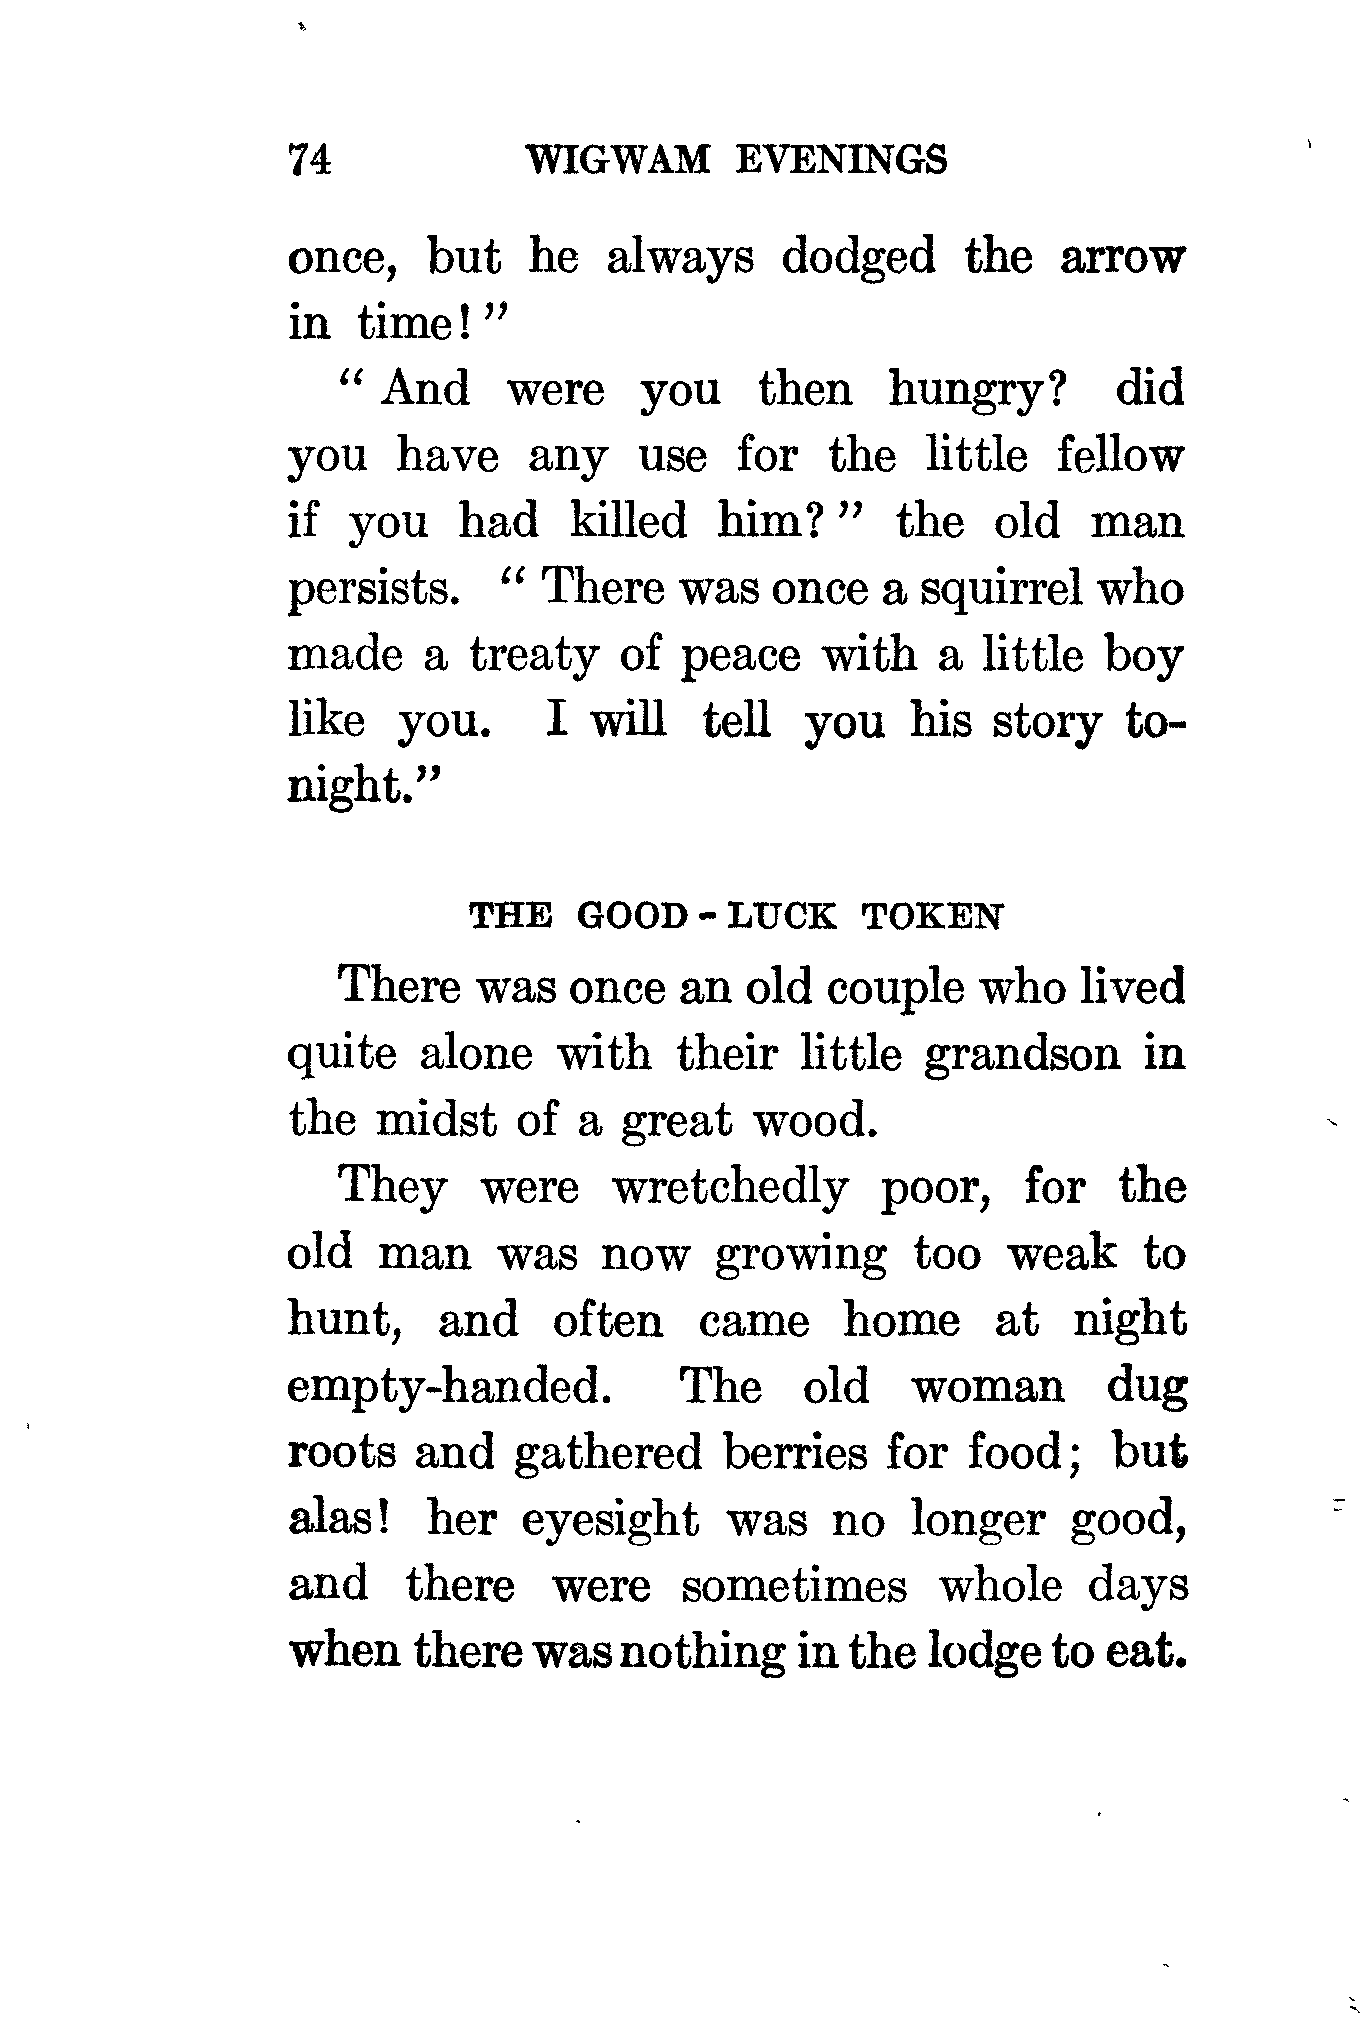 74 WIGWAM EVENINGS
once, but he always dodged the arrow
in time!”
“ And were you then hungry? did
you have any use for the little fellow
if you had killed him?” the old man
persists. “ There was once a squirrel who
made a treaty of peace with a little boy
like you. I will tell you his story to-
night.”
THE GOOD-LUCK TOKEN
There was once an old couple who lived
quite alone with their little grandson in
the midst of a great wood.
They were wretchedly poor, for the
old man was now growing too weak to
hunt, and often came home at night
empty-handed. The old woman dug
roots and gathered berries for food; but
alas! her eyesight was no longer good,
and there were sometimes whole days
when there was nothing in the lodge to eat.